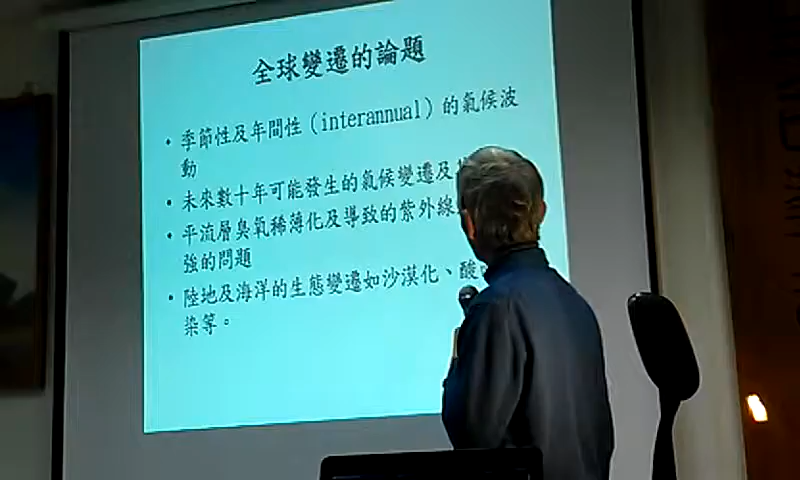 全球變遷的論題
• 季節性及年間性（interannual）的氣候波
動
• 未來數十年可能發生的氣候變遷及
• 平流層臭氧稀薄化及導致的紫外線
強的問題
• 陸地及海洋的生態變遷如沙漠化、酸
染等。